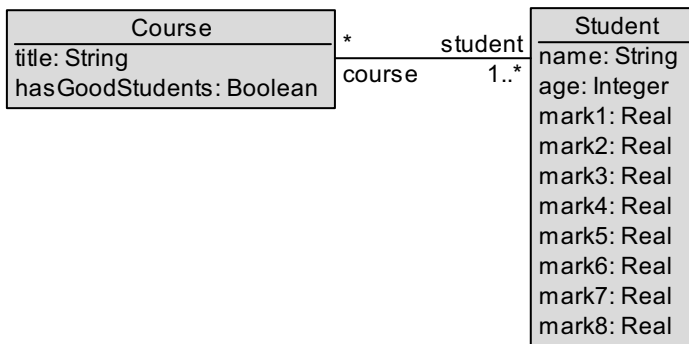 Course
title: String
hasGoodStudents: Boolean
*
student
course
1..*
Student
name: String
age: Integer
mark1: Real
mark2: Real
mark3: Real
mark4: Real
mark5: Real
mark6: Real
mark7: Real
mark8: Real